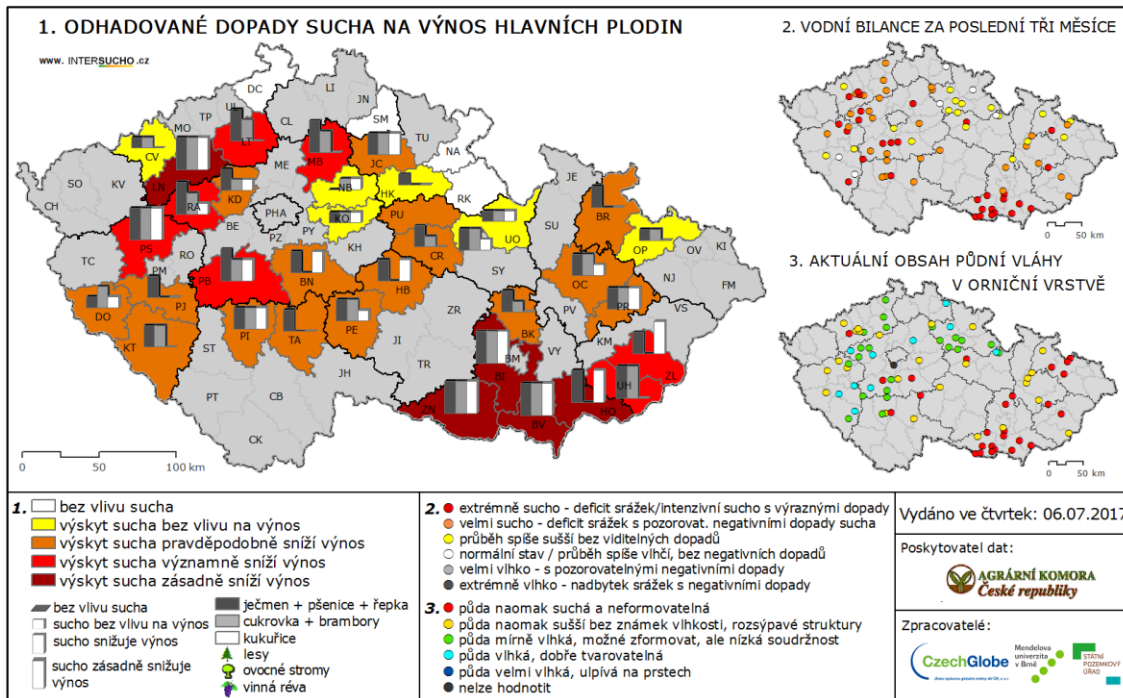 1. ODHADOVANÉ DOPADY SUCHA NA VÝNOS HLAVNÍCH PLODIN
www. INTERSUCHO .cz
2. VODNÍ BILANCE ZA POSLEDNÍ TŘI MĚSÍCE
DC
LI
JN
UL
TP
LT
CL
SM
MO
TU
CV
MB
JC
NA
LN
ME
SO
KV
RA
KD
NB
HK
RK
JE
CH
PHA
KO
PU
BR
BE
PZ
PY
UO
SU
OP
OV
KI
PS
RO
KH
CR
TC
PM
PB
BN
SY
OC
NJ
FM
DO
PJ
HB
ZR
PR
PI
TA
PE
BK
PV
VS
KT
ST
JI
KM
TR
BM
VY
JH
BI
UH
ZL
PT
CB
ZN
BV
HO
CK
0 50 100 km
0 50 km
3. AKTUÁLNÍ OBSAH PŮDNÍ VLÁHY
V ORNIČNÍ VRSTVĚ
0 50 km
1. bez vlivu sucha
výskyt sucha bez vlivu na výnos
výskyt sucha pravděpodobně sníží výnos
výskyt sucha významně sníží výnos
výskyt sucha zásadně sníží výnos
bez vlivu sucha
sucho bez vlivu na výnos
sucho snižuje výnos
sucho zásadně snižuje
výnos
ječmen + pšenice + řepka
cukrovka + brambory
kukuřice
lesy
ovocné stromy
vinná réva
2. extrémně sucho - deficit srážek/intenzivní sucho s výraznými dopady
velmi sucho - deficit srážek s pozorovat. negativními dopady sucha
průběh spíše sušší bez viditelných dopadů
normální stav / průběh spíše vlhčí, bez negativních dopadů
velmi vlhko - s pozorovatelnými negativními dopady
extrémně vlhko - nadbytek srážek s negativními dopady
3. půda naomak suchá a neformovatelná
půda naomak sušší bez známek vlhkosti, rozsýpavé struktury
půda mírně vlhká, možné zformovat, ale nízká soudržnost
půda vlhká, dobře tvarovatelná
půda velmi vlhká, ulpívá na prstech
nelze hodnotit
Vydáno ve čtvrtek: 06.07.2017
Poskytovatel dat:
AGRÁRNÍ KOMORA
České republiky
Zpracovatelé:
CzechGlobe
Mendelova
univerzita
v Brně
STÁTNÍ
POZEMKOVÝ
ÚŘAD